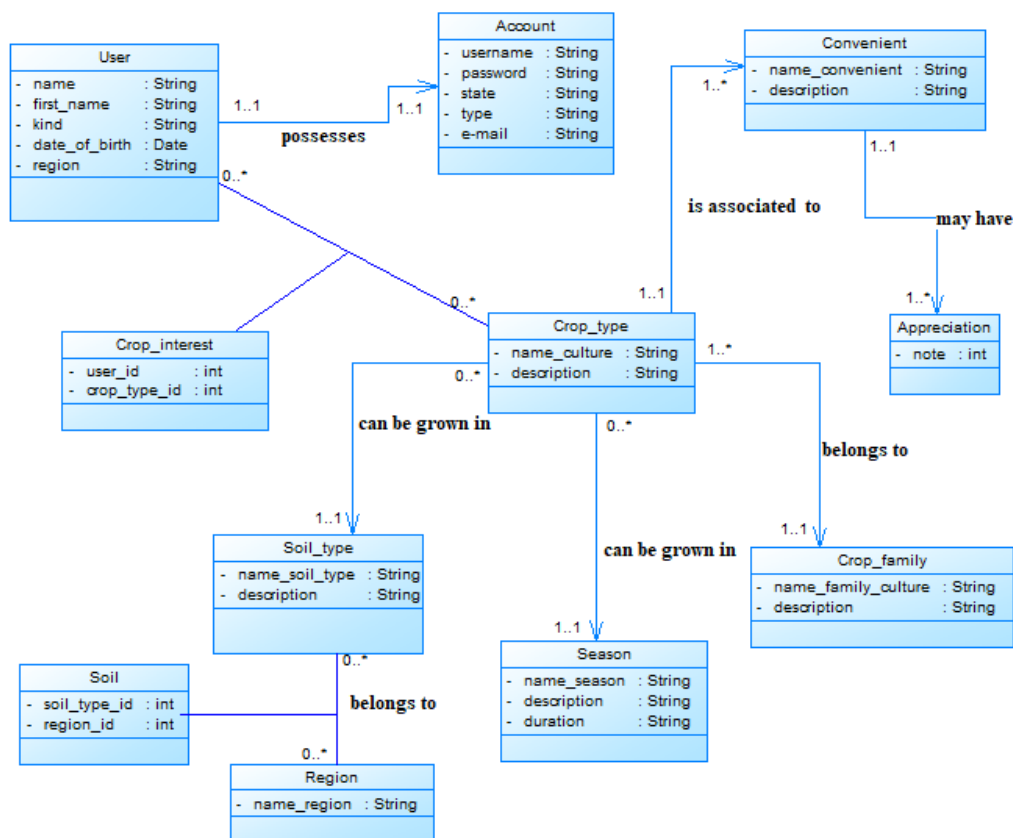 User
- name : String
- first_name : String
- kind : String
- date_of_birth : Date
- region : String
1..1
possesses
1..1
Account
- username : String
- password : String
- state : String
- type : String
- e-mail : String
Convenient
- name_convenient : String
- description : String
1..*
1..1
is associated to
may have
0..*
0..*
1..1
1..*
Appreciation
- note : int
Crop_interest
- user_id : int
- crop_type_id : int
Crop_type
- name_culture : String
- description : String
0..*
1..*
0..*
can be grown in
belongs to
1..1
Soil_type
- name_soil_type : String
- description : String
can be grown in
1..1
Crop_family
- name_family_culture : String
- description : String
1..1
Season
- name_season : String
- description : String
- duration : String
0..*
Soil
- soil_type_id : int
- region_id : int
belongs to
0..*
Region
- name_region : String